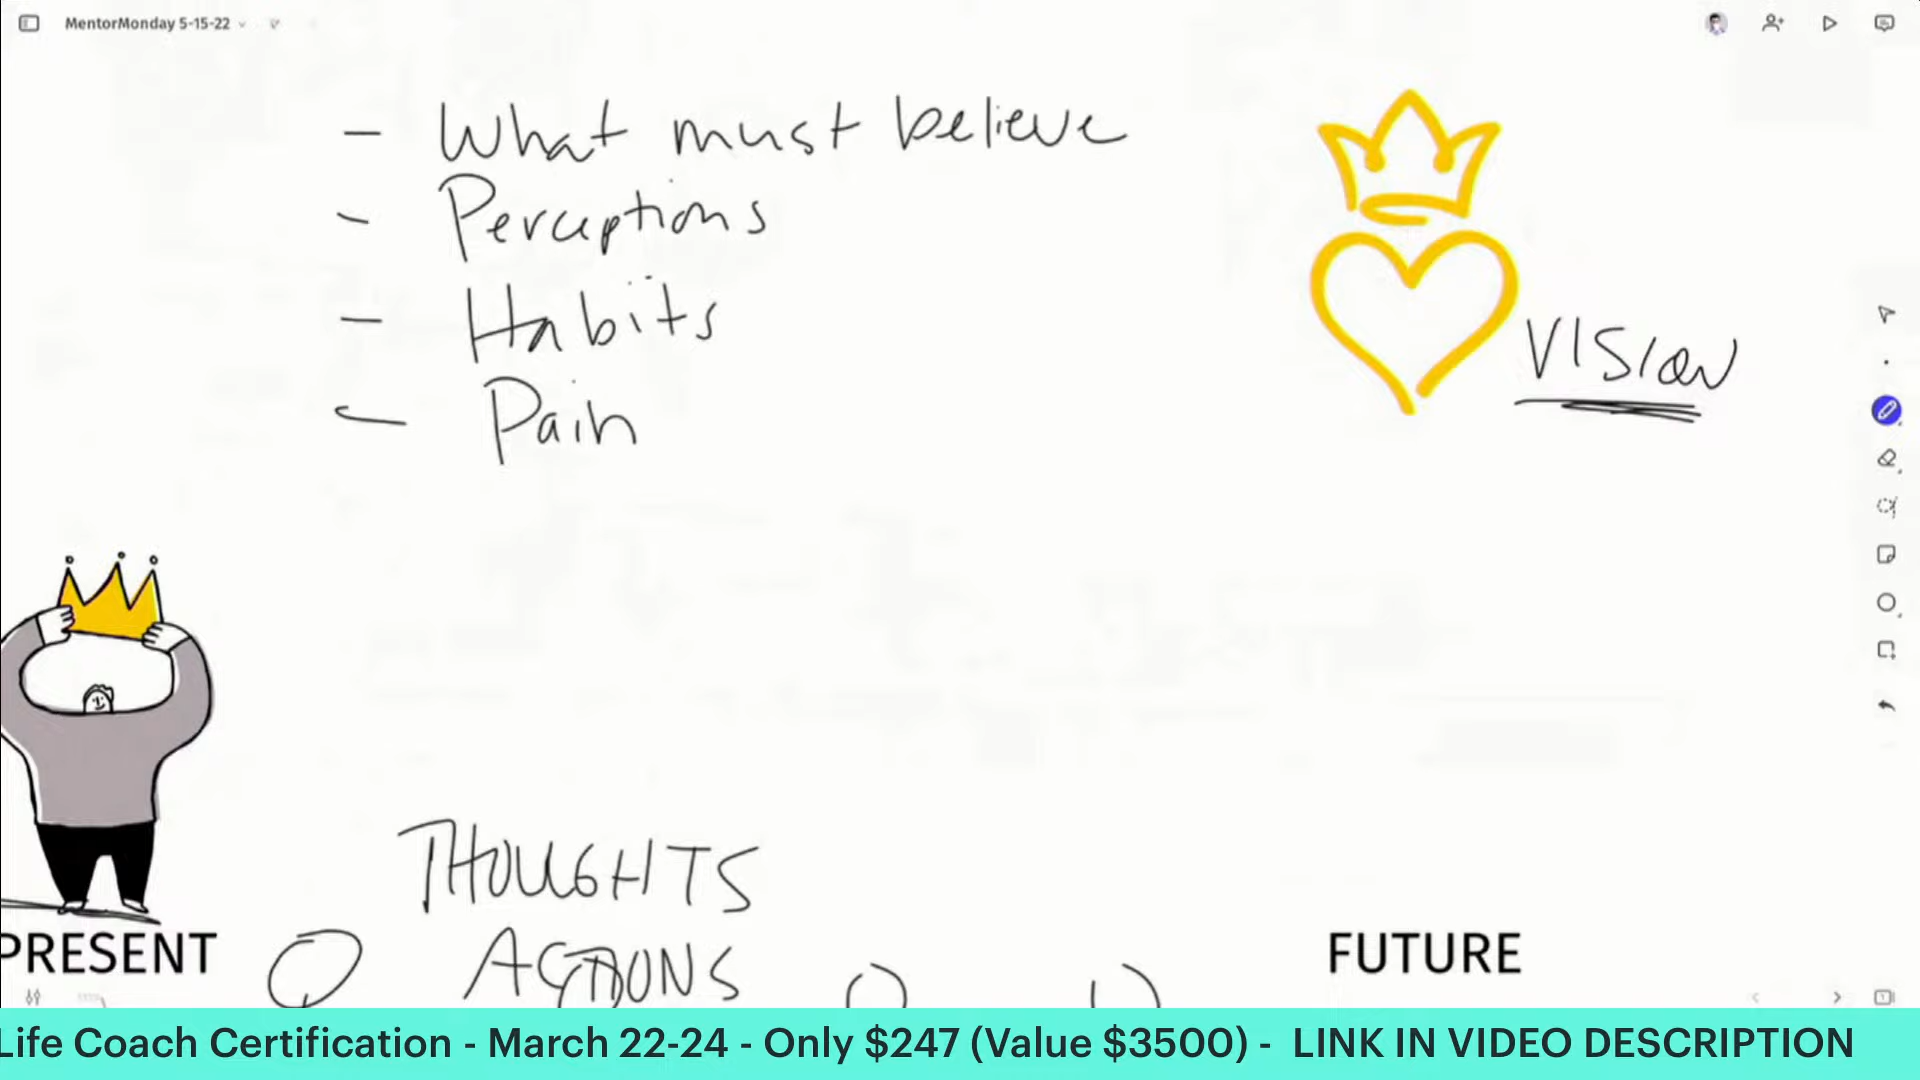 MentorMonday 5-15-22
- What must believe
- Perceptions
- Habits
- Pain
VISION
THOUGHTS
ACTIONS
PRESENT
FUTURE
Life Coach Certification - March 22-24 - Only $247 (Value $3500) - LINK IN VIDEO DESCRIPTION